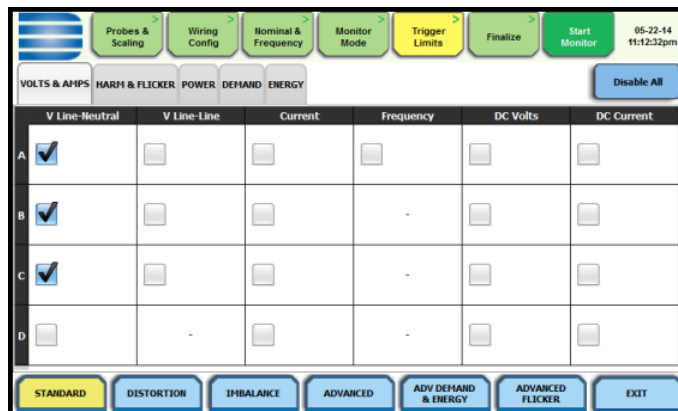 Probes & Scaling > Wiring Config > Nominal & Frequency > Monitor Mode > Trigger Limits > Finalize > Start Monitor > 05-22-14 11:12:32pm
VOLTS & AMPS HARM & FLICKER POWER DEMAND ENERGY Disable All
V Line-Neutral V Line-Line Current Frequency DC Volts DC Current
A
B -
C -
D - -
STANDARD DISTORTION IMBALANCE ADVANCED ADV DEMAND & ENERGY ADVANCED FLICKER EXIT